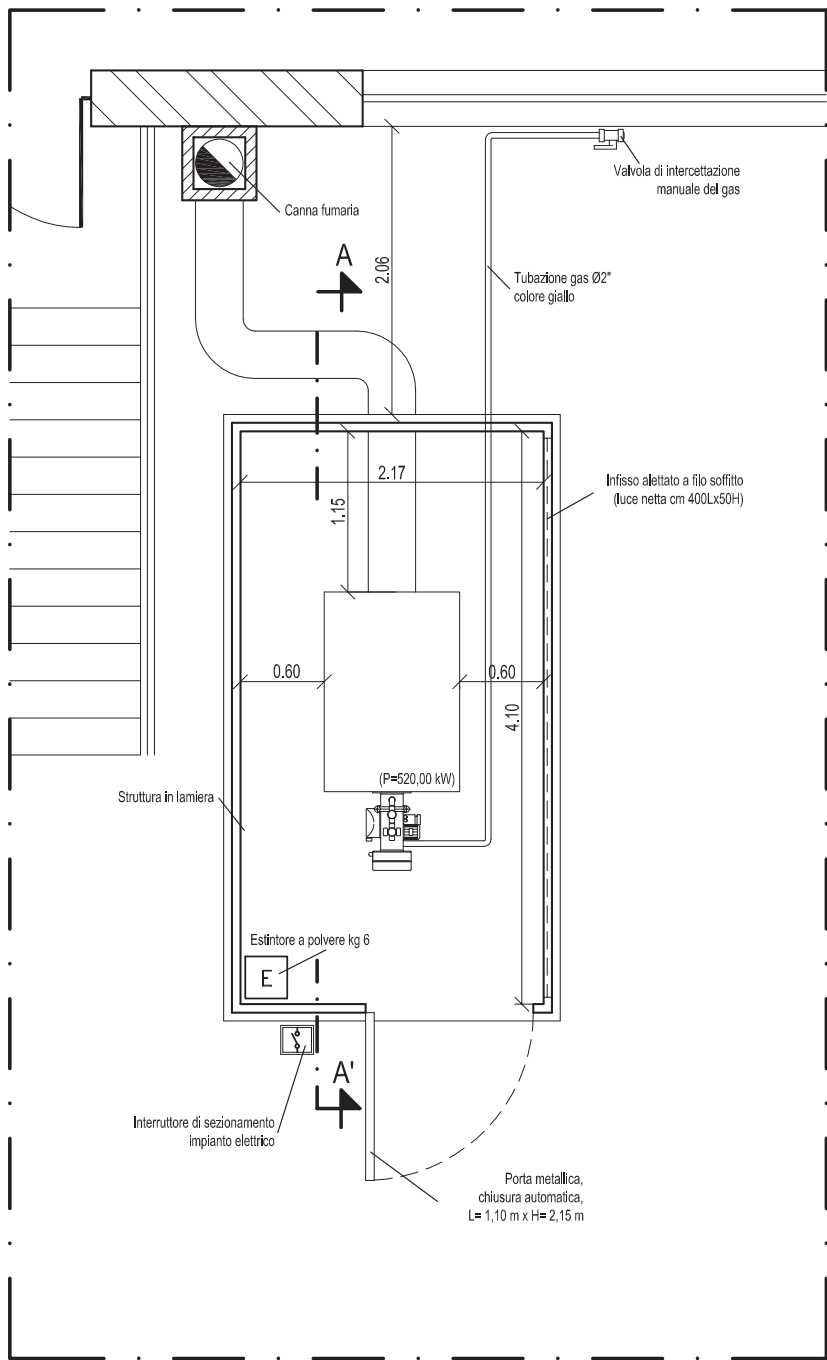 Valvola di intercettazione
manuale del gas
Canna fumaria
A
2.06
Tubazione gas Ø2"
colore giallo
2.17
1.15
Infisso alettato a filo soffitto
(luce netta cm 400Lx50H)
0.60
0.60
4.10
(P=520,00 kW)
Struttura in lamiera
Estintore a polvere kg 6
E
A'
Interruttore di sezionamento
impianto elettrico
Porta metallica,
chiusura automatica,
L= 1,10 m x H= 2,15 m